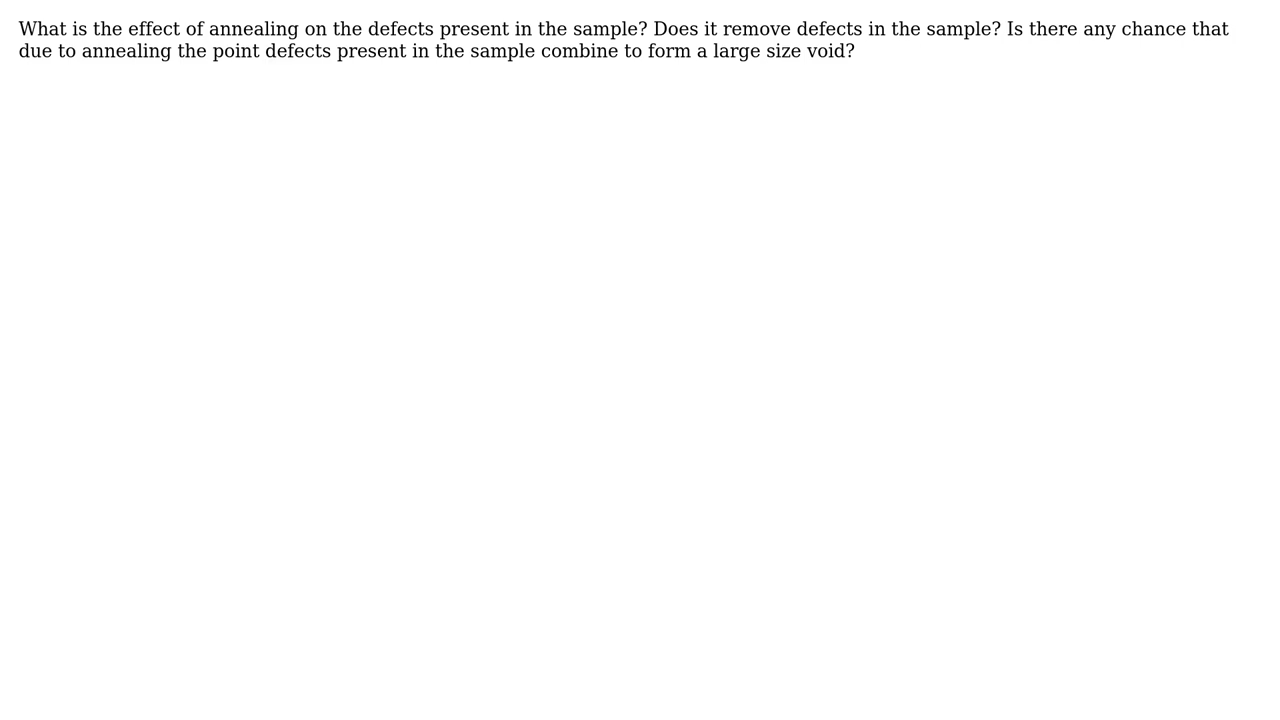 What is the effect of annealing on the defects present in the sample? Does it remove defects in the sample? Is there any chance that
due to annealing the point defects present in the sample combine to form a large size void?